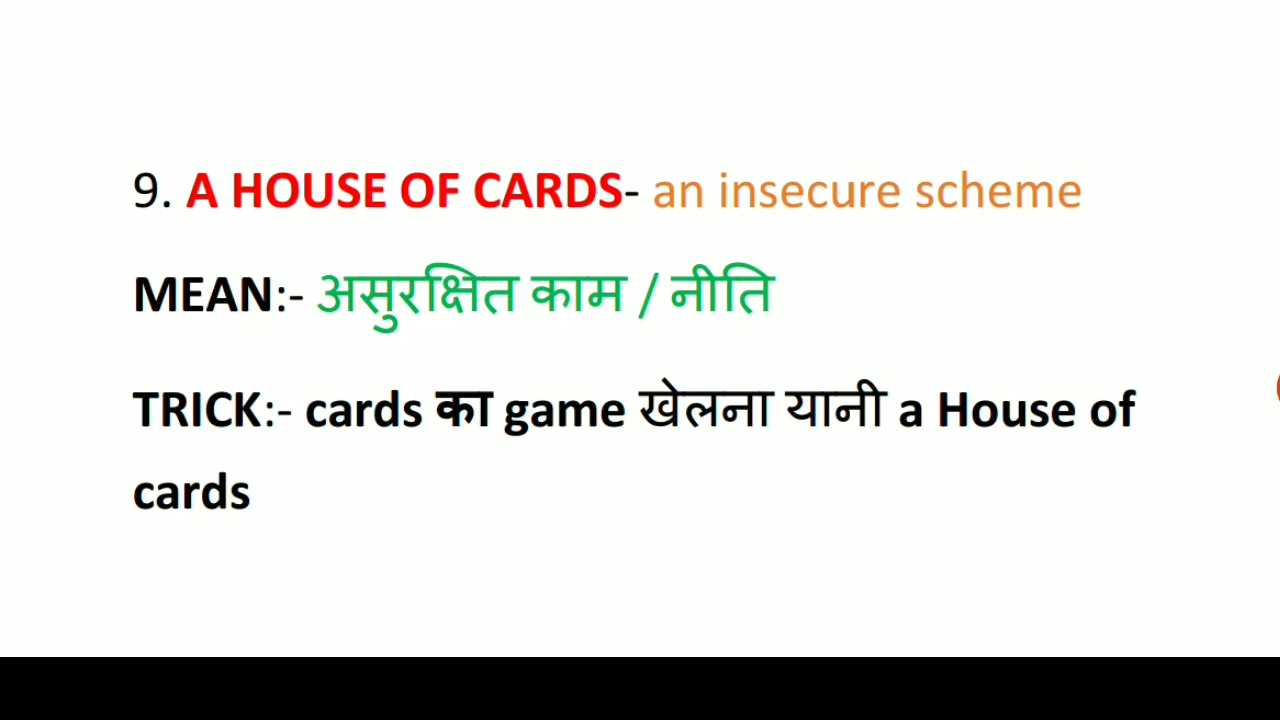 9. A HOUSE OF CARDS- an insecure scheme
MEAN:- असुरक्षित काम / नीति
TRICK:- cards का game खेलना यानी a House of
cards